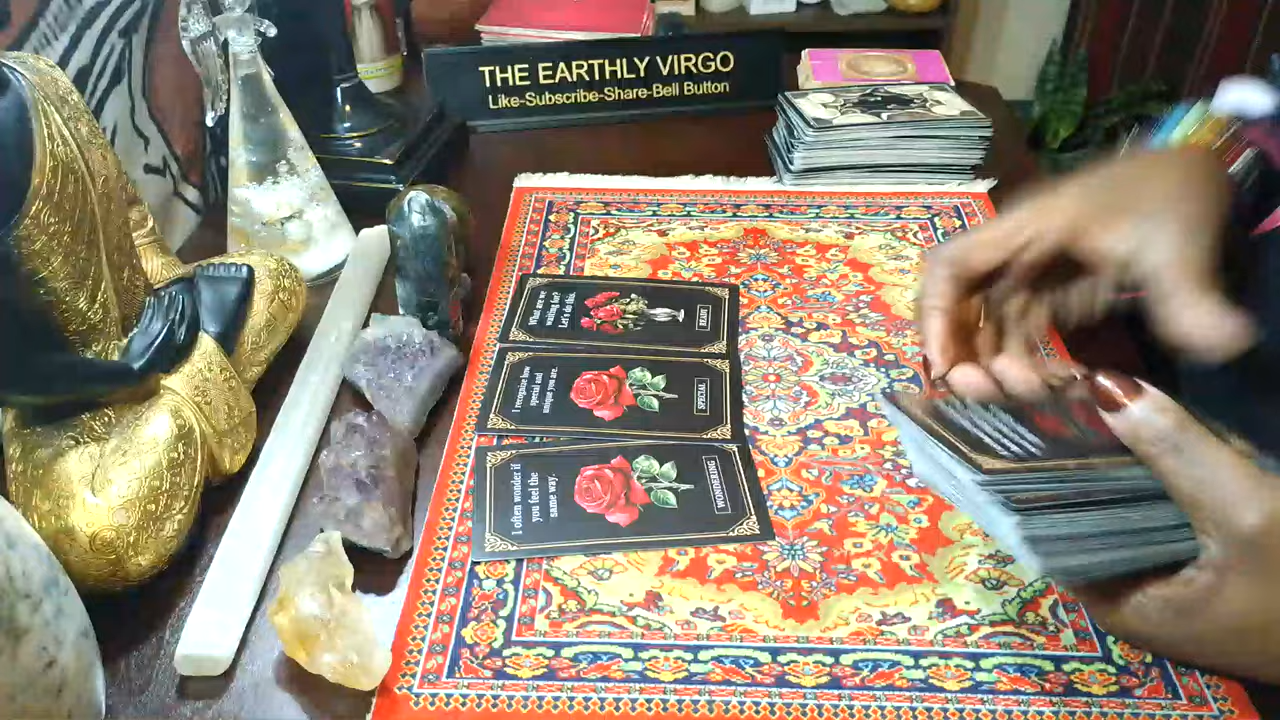 THE EARTHLY VIRGO
Like-Subscribe-Share-Bell Button
What are we
waiting for?
Let's do this.
READY
I recognize how
special and
unique you are.
SPECIAL
I often wonder if
you feel the
same way.
WONDERING